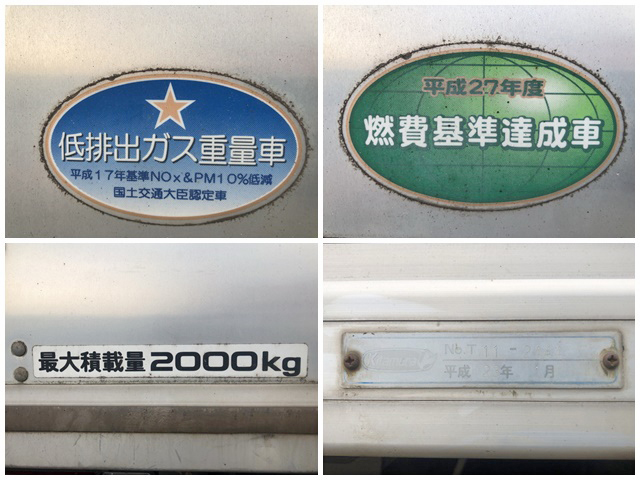 低排出ガス重量車
平成17年基準NOx&PM10%低減
国土交通大臣認定車
平成27年度
燃費基準達成車
最大積載量2000kg
No.T 11 -
平成 年 月